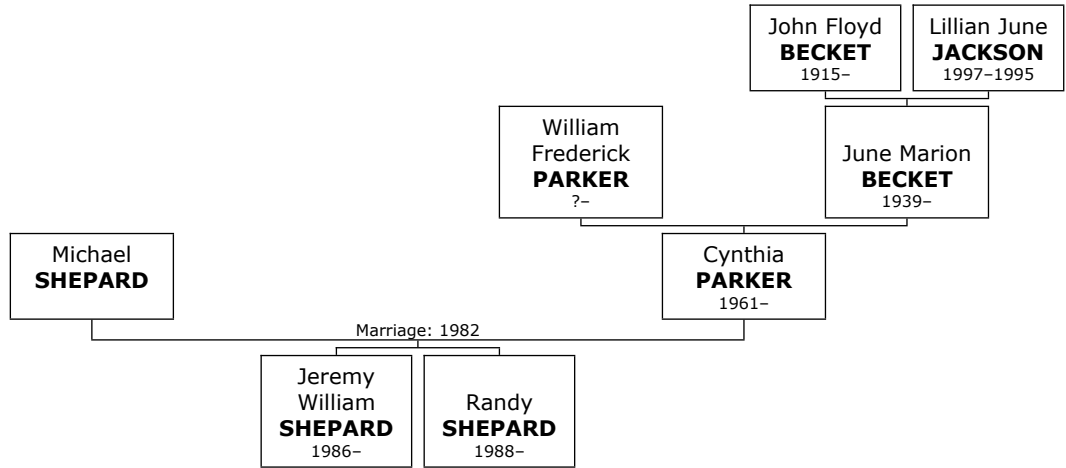 John Floyd
BECKET
1915–
Lillian June
JACKSON
1997–1995
William
Frederick
PARKER
?–
June Marion
BECKET
1939–
Michael
SHEPARD
Cynthia
PARKER
1961–
Marriage: 1982
Jeremy
William
SHEPARD
1986–
Randy
SHEPARD
1988–